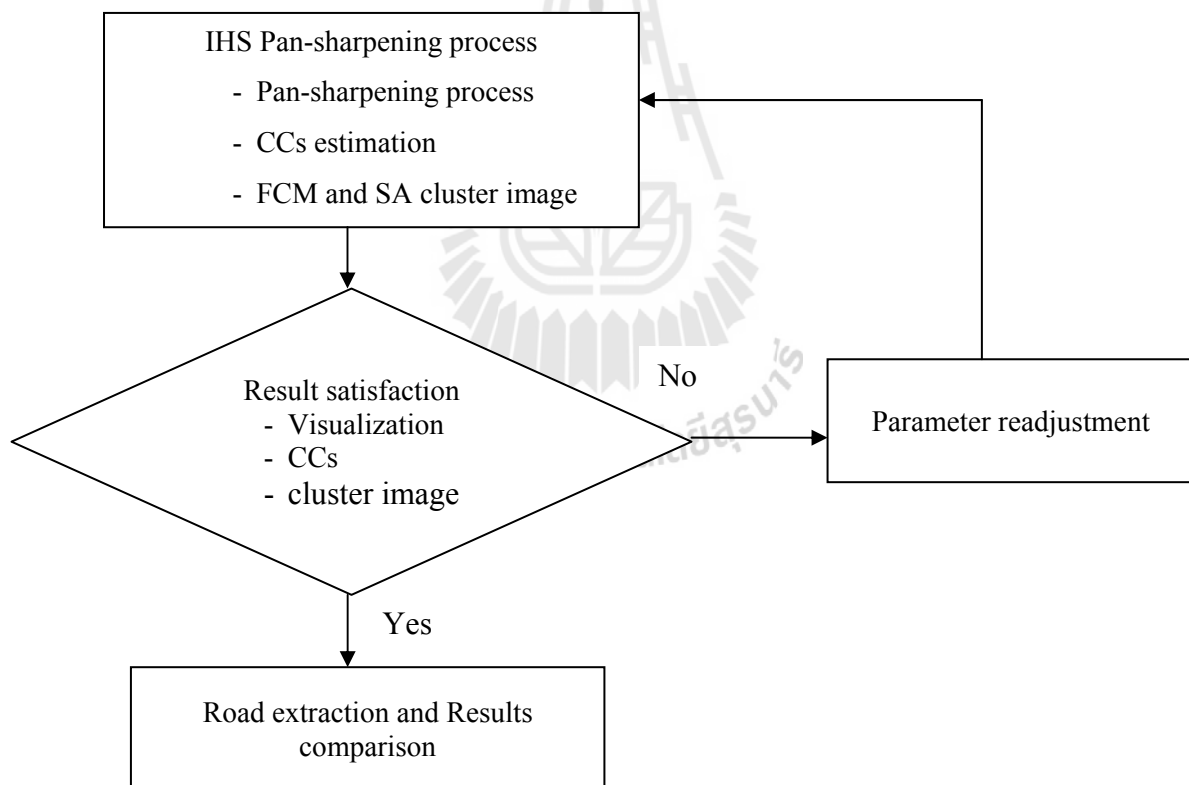 IHS Pan-sharpening process
- Pan-sharpening process
- CCs estimation
- FCM and SA cluster image
Result satisfaction
- Visualization
- CCs
- cluster image
No
Parameter readjustment
Yes
Road extraction and Results
comparison